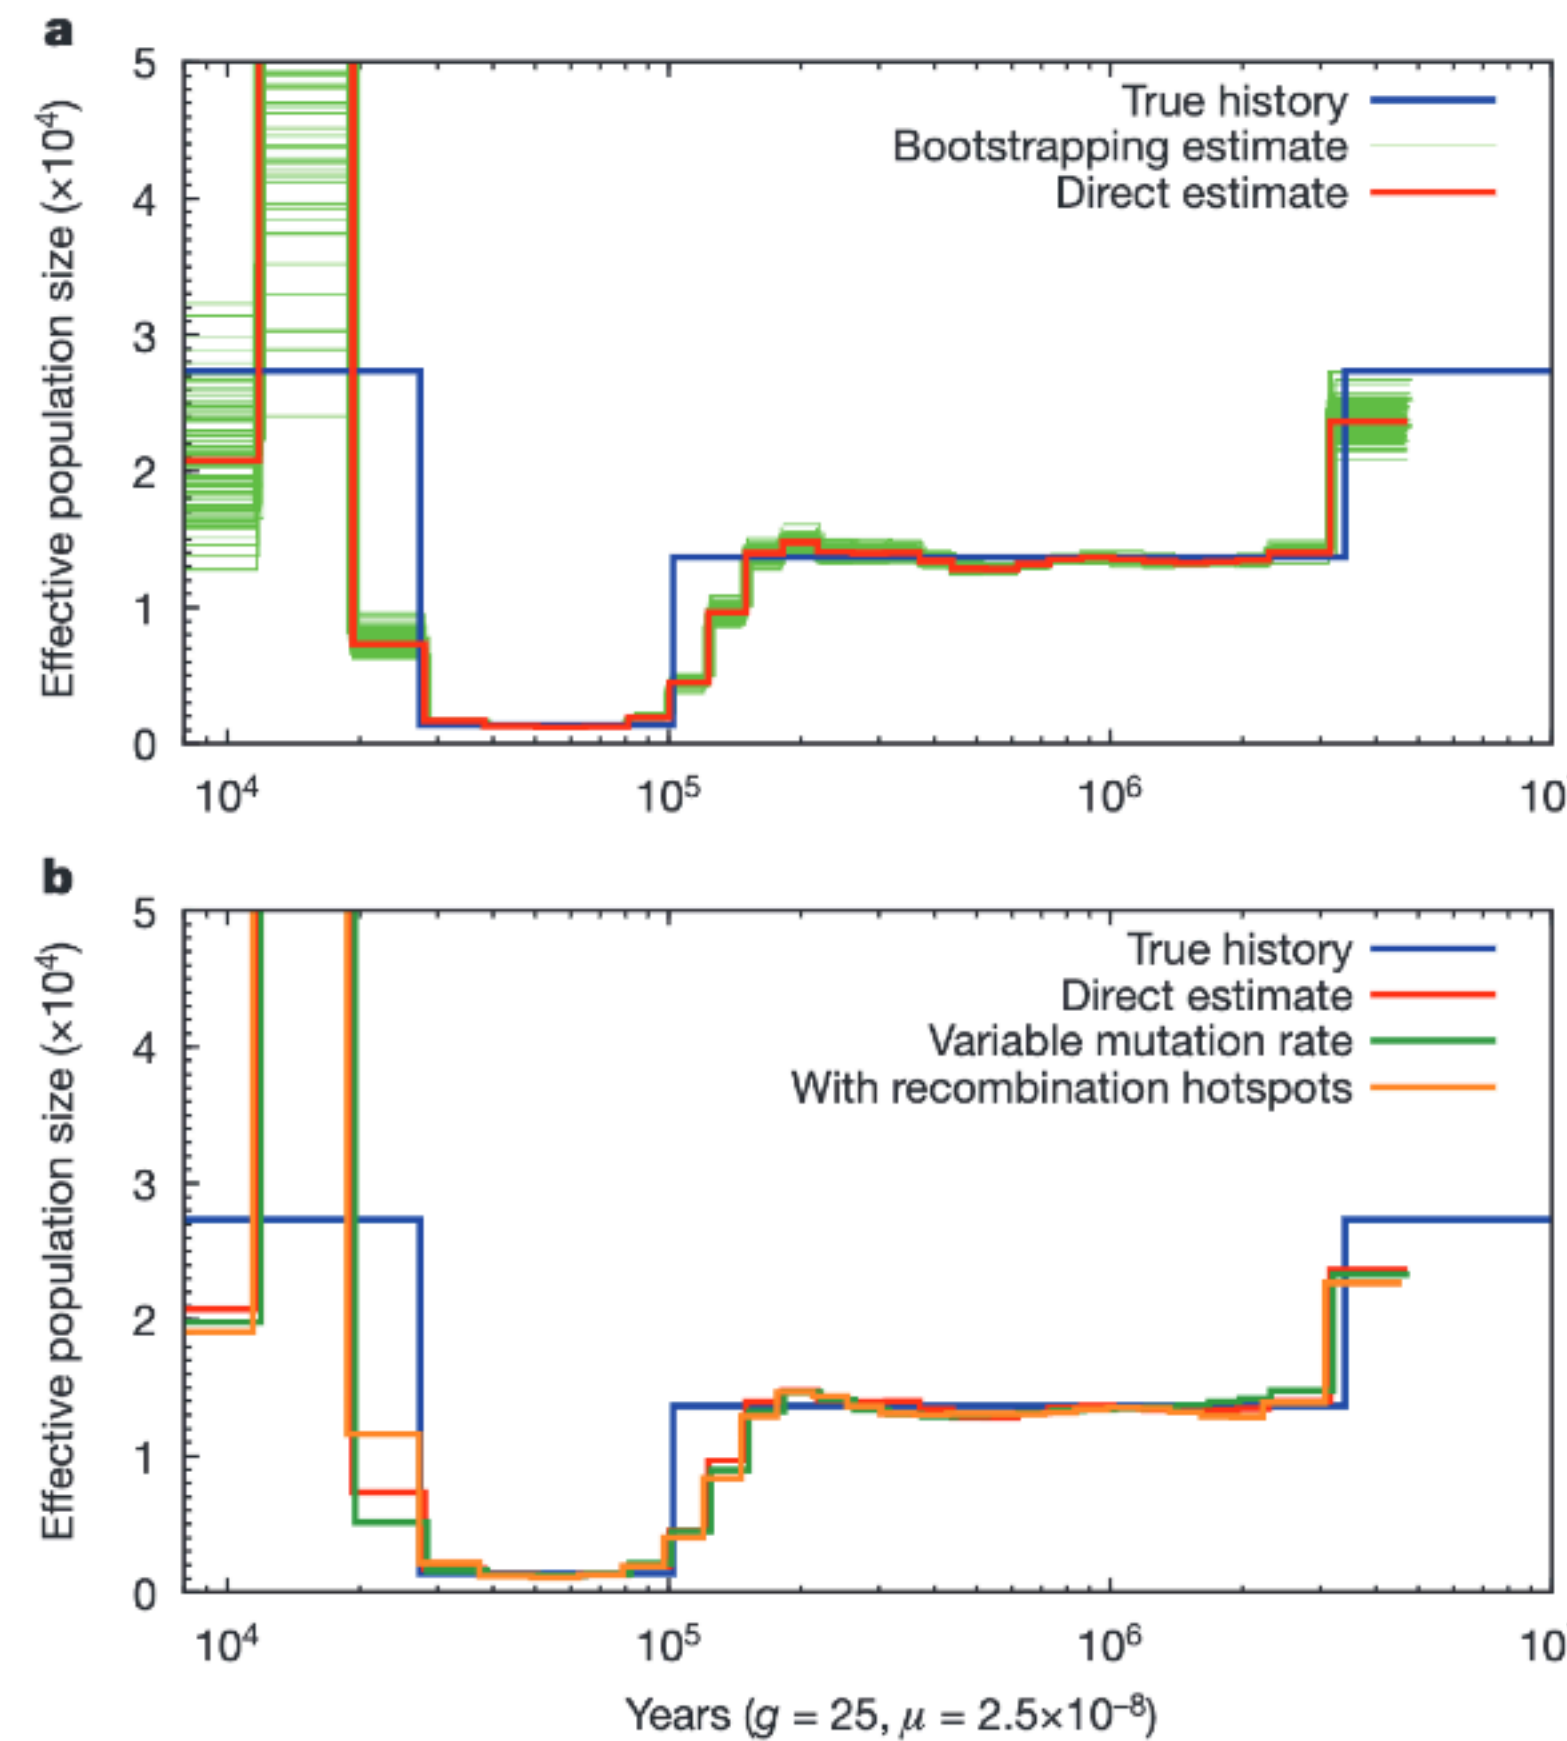 a
Effective population size (×10⁴)
5
4
3
2
1
0
True history
Bootstrapping estimate
Direct estimate
10⁴ 10⁵ 10⁶ 10
b
Effective population size (×10⁴)
5
4
3
2
1
0
True history
Direct estimate
Variable mutation rate
With recombination hotspots
10⁴ 10⁵ 10⁶ 10
Years (g = 25, μ = 2.5×10⁻⁸)